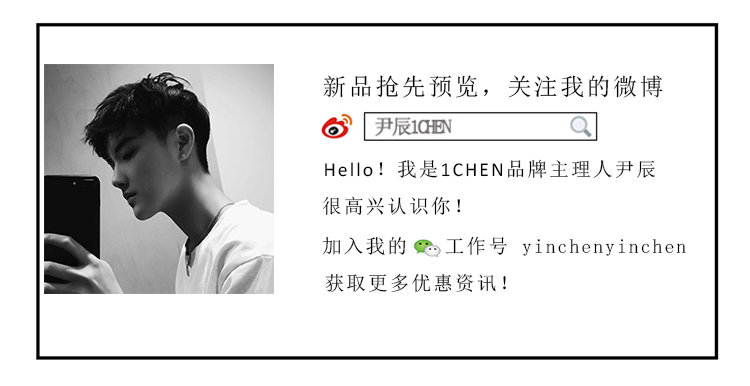 新品抢先预览，关注我的微博
尹辰1CHEN
Hello！我是1CHEN品牌主理人尹辰
很高兴认识你！
加入我的 工作号 yinchenyinchen
获取更多优惠资讯！